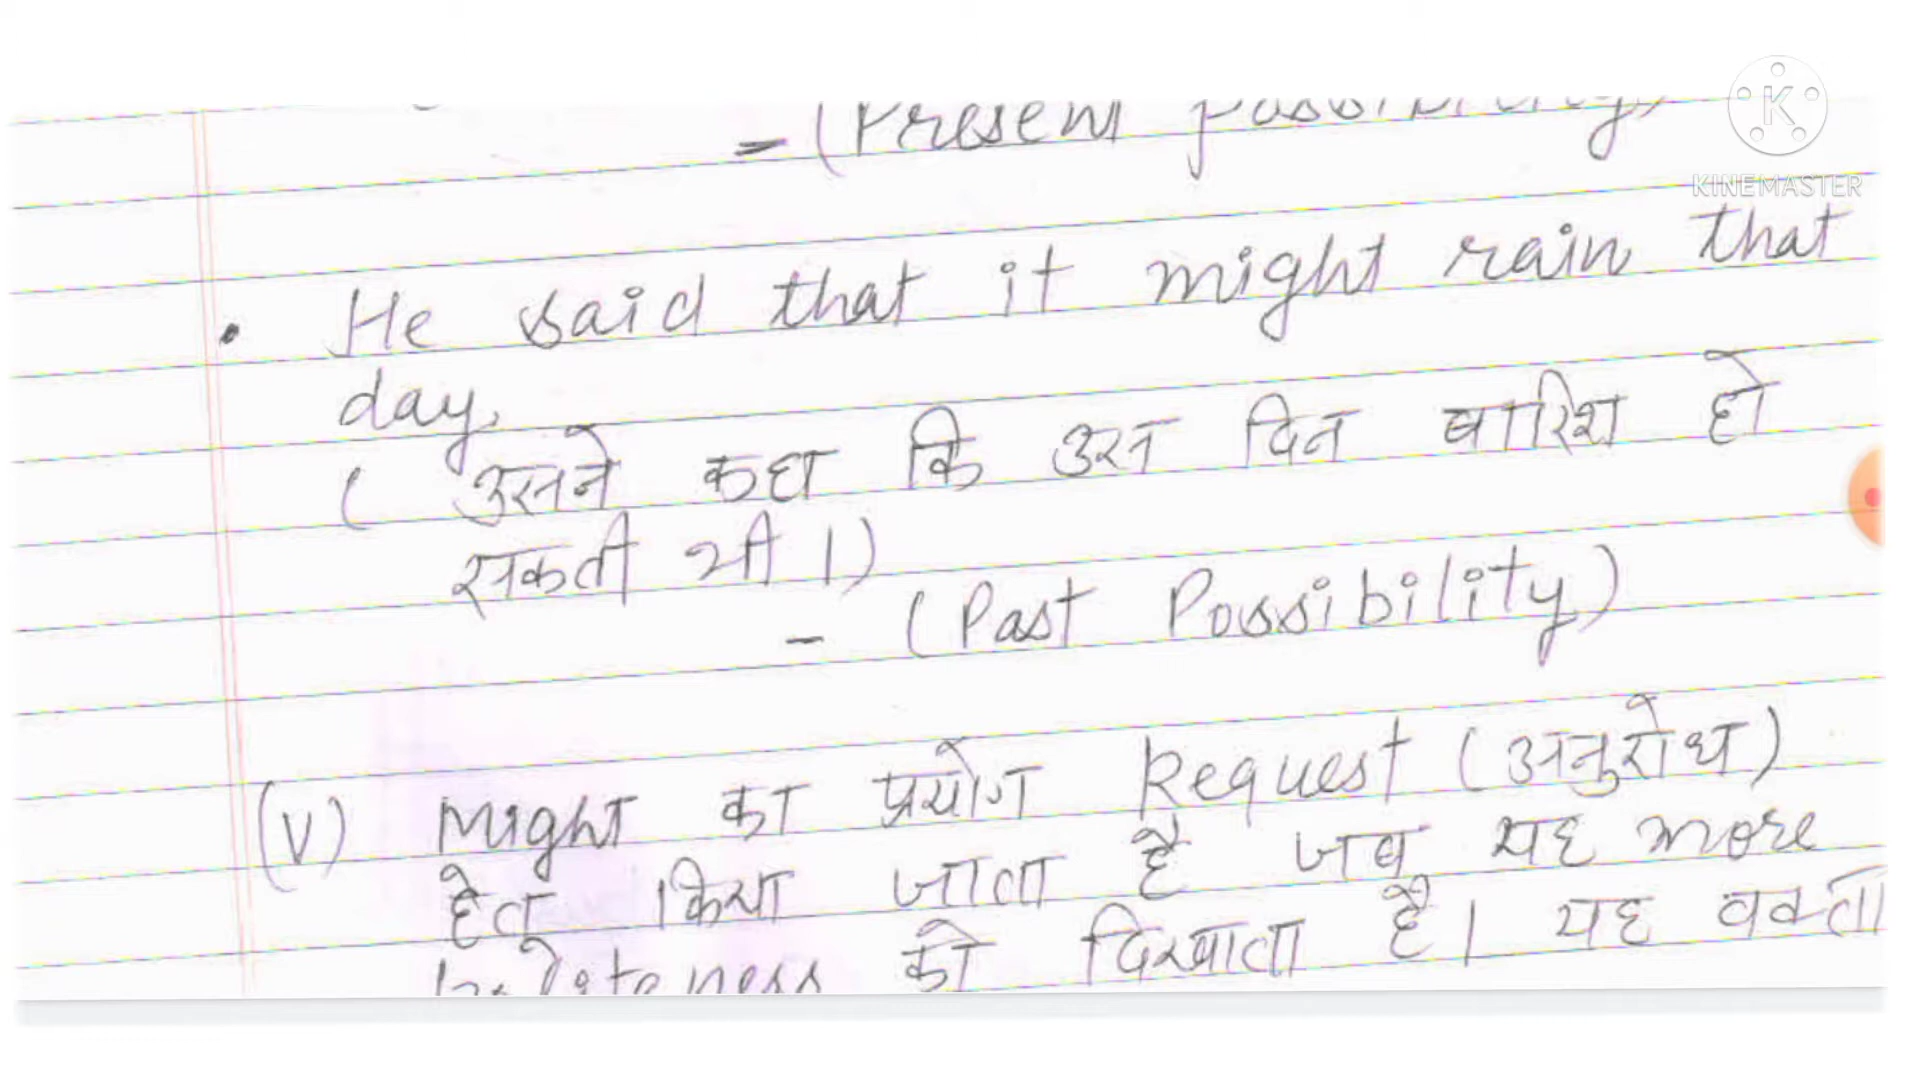 = (Present possibility)
KINEMASTER
• He said that it might rain that
day.
( उसने कहा कि उस दिन बारिश हो
सकती थी ।)
- (Past Possibility)
(V) Might का प्रयोग Request (अनुरोध)
हेतु किया जाता है जब यह more
politeness को दिखाता है। यह वक्ता